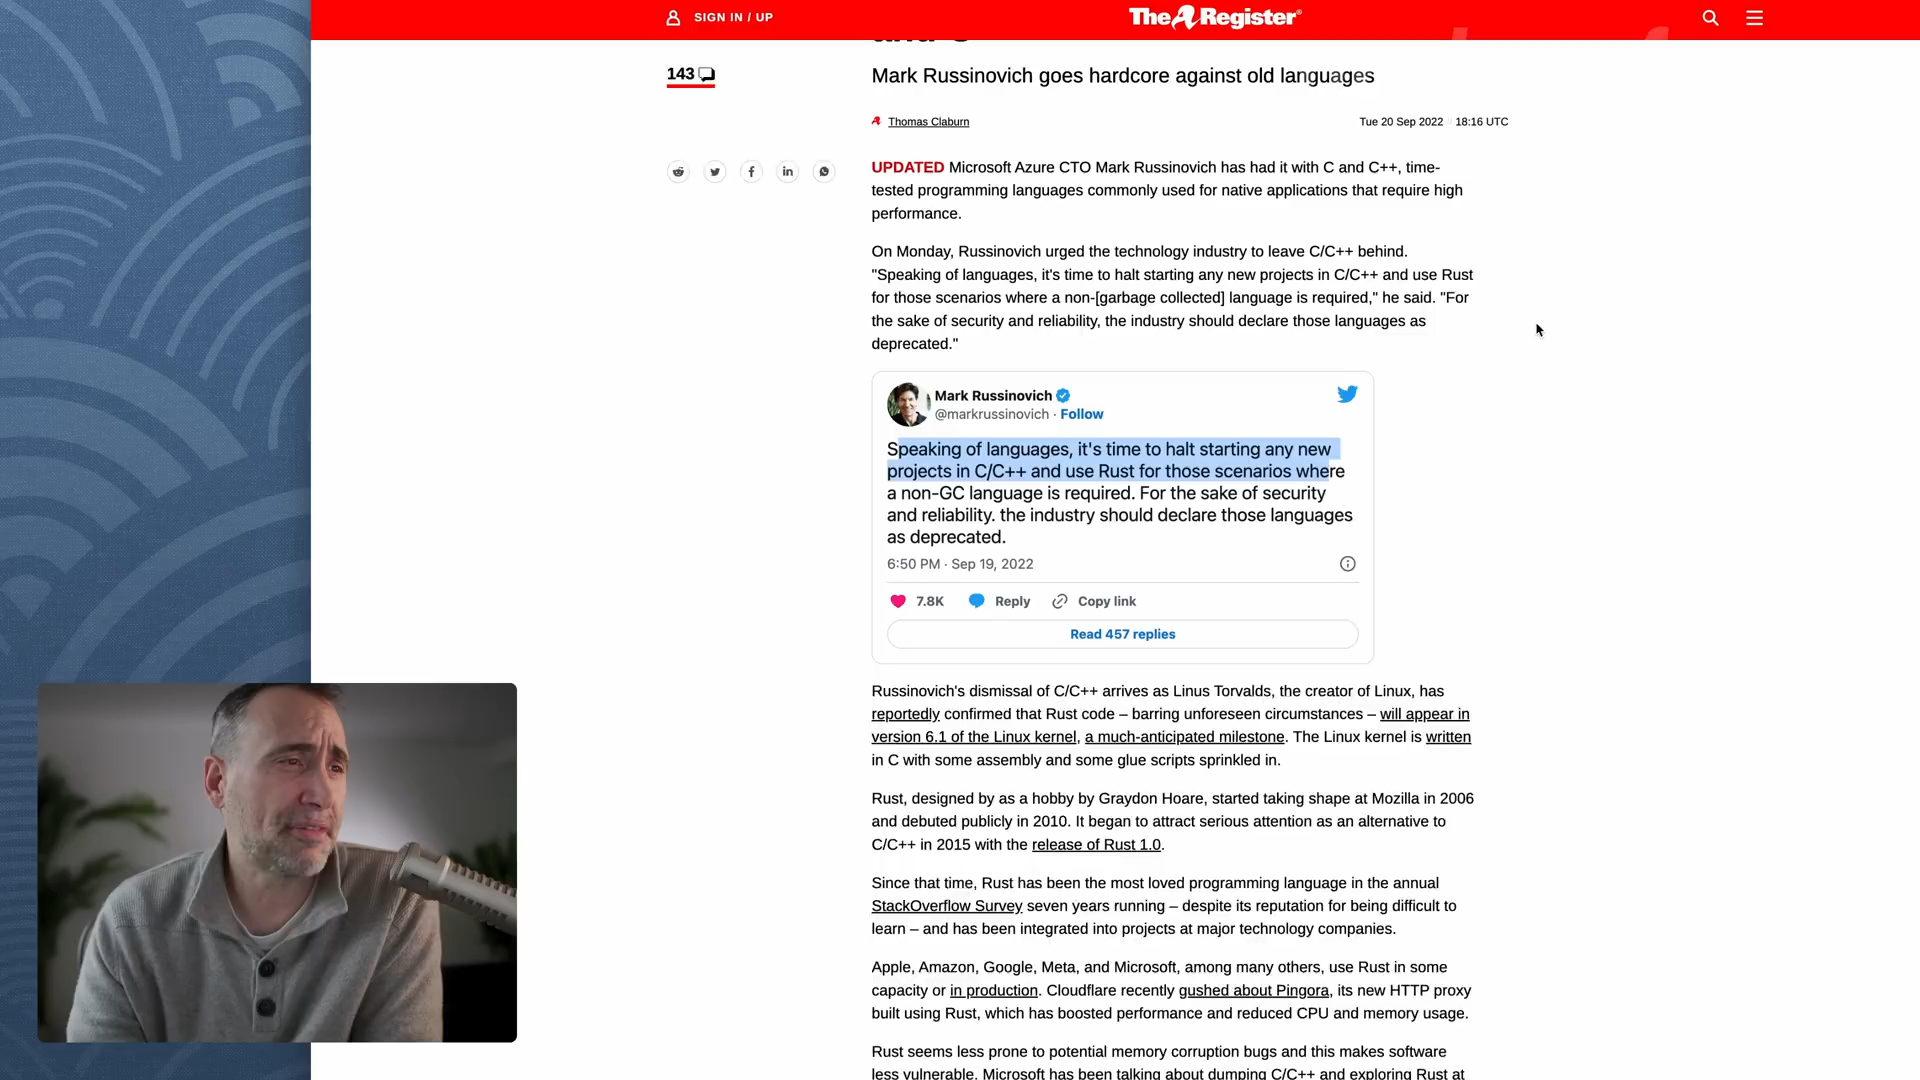 SIGN IN / UP
The Register®
143
Mark Russinovich goes hardcore against old languages
Thomas Claburn
Tue 20 Sep 2022 18:16 UTC
UPDATED Microsoft Azure CTO Mark Russinovich has had it with C and C++, time-
tested programming languages commonly used for native applications that require high
performance.
On Monday, Russinovich urged the technology industry to leave C/C++ behind.
"Speaking of languages, it's time to halt starting any new projects in C/C++ and use Rust
for those scenarios where a non-[garbage collected] language is required," he said. "For
the sake of security and reliability, the industry should declare those languages as
deprecated."
Mark Russinovich
@markrussinovich · Follow
Speaking of languages, it's time to halt starting any new
projects in C/C++ and use Rust for those scenarios where
a non-GC language is required. For the sake of security
and reliability. the industry should declare those languages
as deprecated.
6:50 PM · Sep 19, 2022
7.8K Reply Copy link
Read 457 replies
Russinovich's dismissal of C/C++ arrives as Linus Torvalds, the creator of Linux, has
reportedly confirmed that Rust code – barring unforeseen circumstances – will appear in
version 6.1 of the Linux kernel, a much-anticipated milestone. The Linux kernel is written
in C with some assembly and some glue scripts sprinkled in.
Rust, designed by as a hobby by Graydon Hoare, started taking shape at Mozilla in 2006
and debuted publicly in 2010. It began to attract serious attention as an alternative to
C/C++ in 2015 with the release of Rust 1.0.
Since that time, Rust has been the most loved programming language in the annual
StackOverflow Survey seven years running – despite its reputation for being difficult to
learn – and has been integrated into projects at major technology companies.
Apple, Amazon, Google, Meta, and Microsoft, among many others, use Rust in some
capacity or in production. Cloudflare recently gushed about Pingora, its new HTTP proxy
built using Rust, which has boosted performance and reduced CPU and memory usage.
Rust seems less prone to potential memory corruption bugs and this makes software
less vulnerable. Microsoft has been talking about dumping C/C++ and exploring Rust at